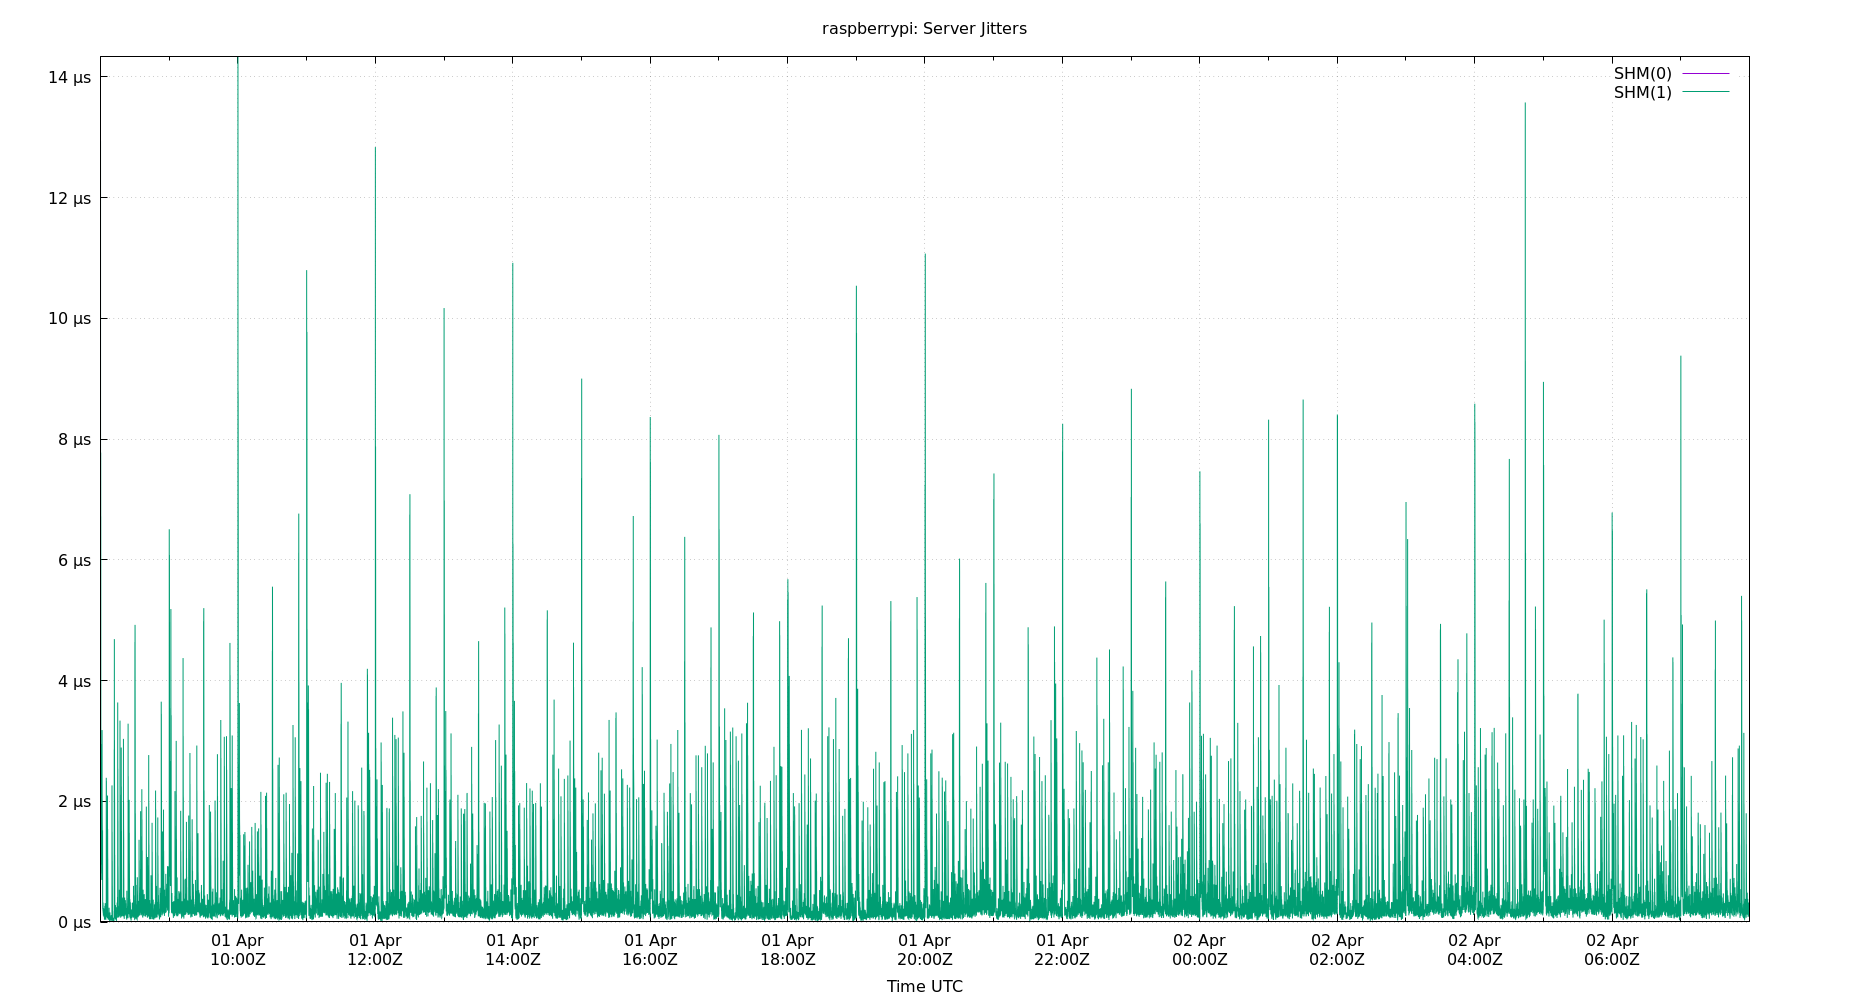 raspberrypi: Server Jitters
SHM(0)
SHM(1)
14 µs
12 µs
10 µs
8 µs
6 µs
4 µs
2 µs
0 µs
01 Apr 01 Apr 01 Apr 01 Apr 01 Apr 01 Apr 01 Apr 02 Apr 02 Apr 02 Apr 02 Apr
10:00Z 12:00Z 14:00Z 16:00Z 18:00Z 20:00Z 22:00Z 00:00Z 02:00Z 04:00Z 06:00Z
Time UTC